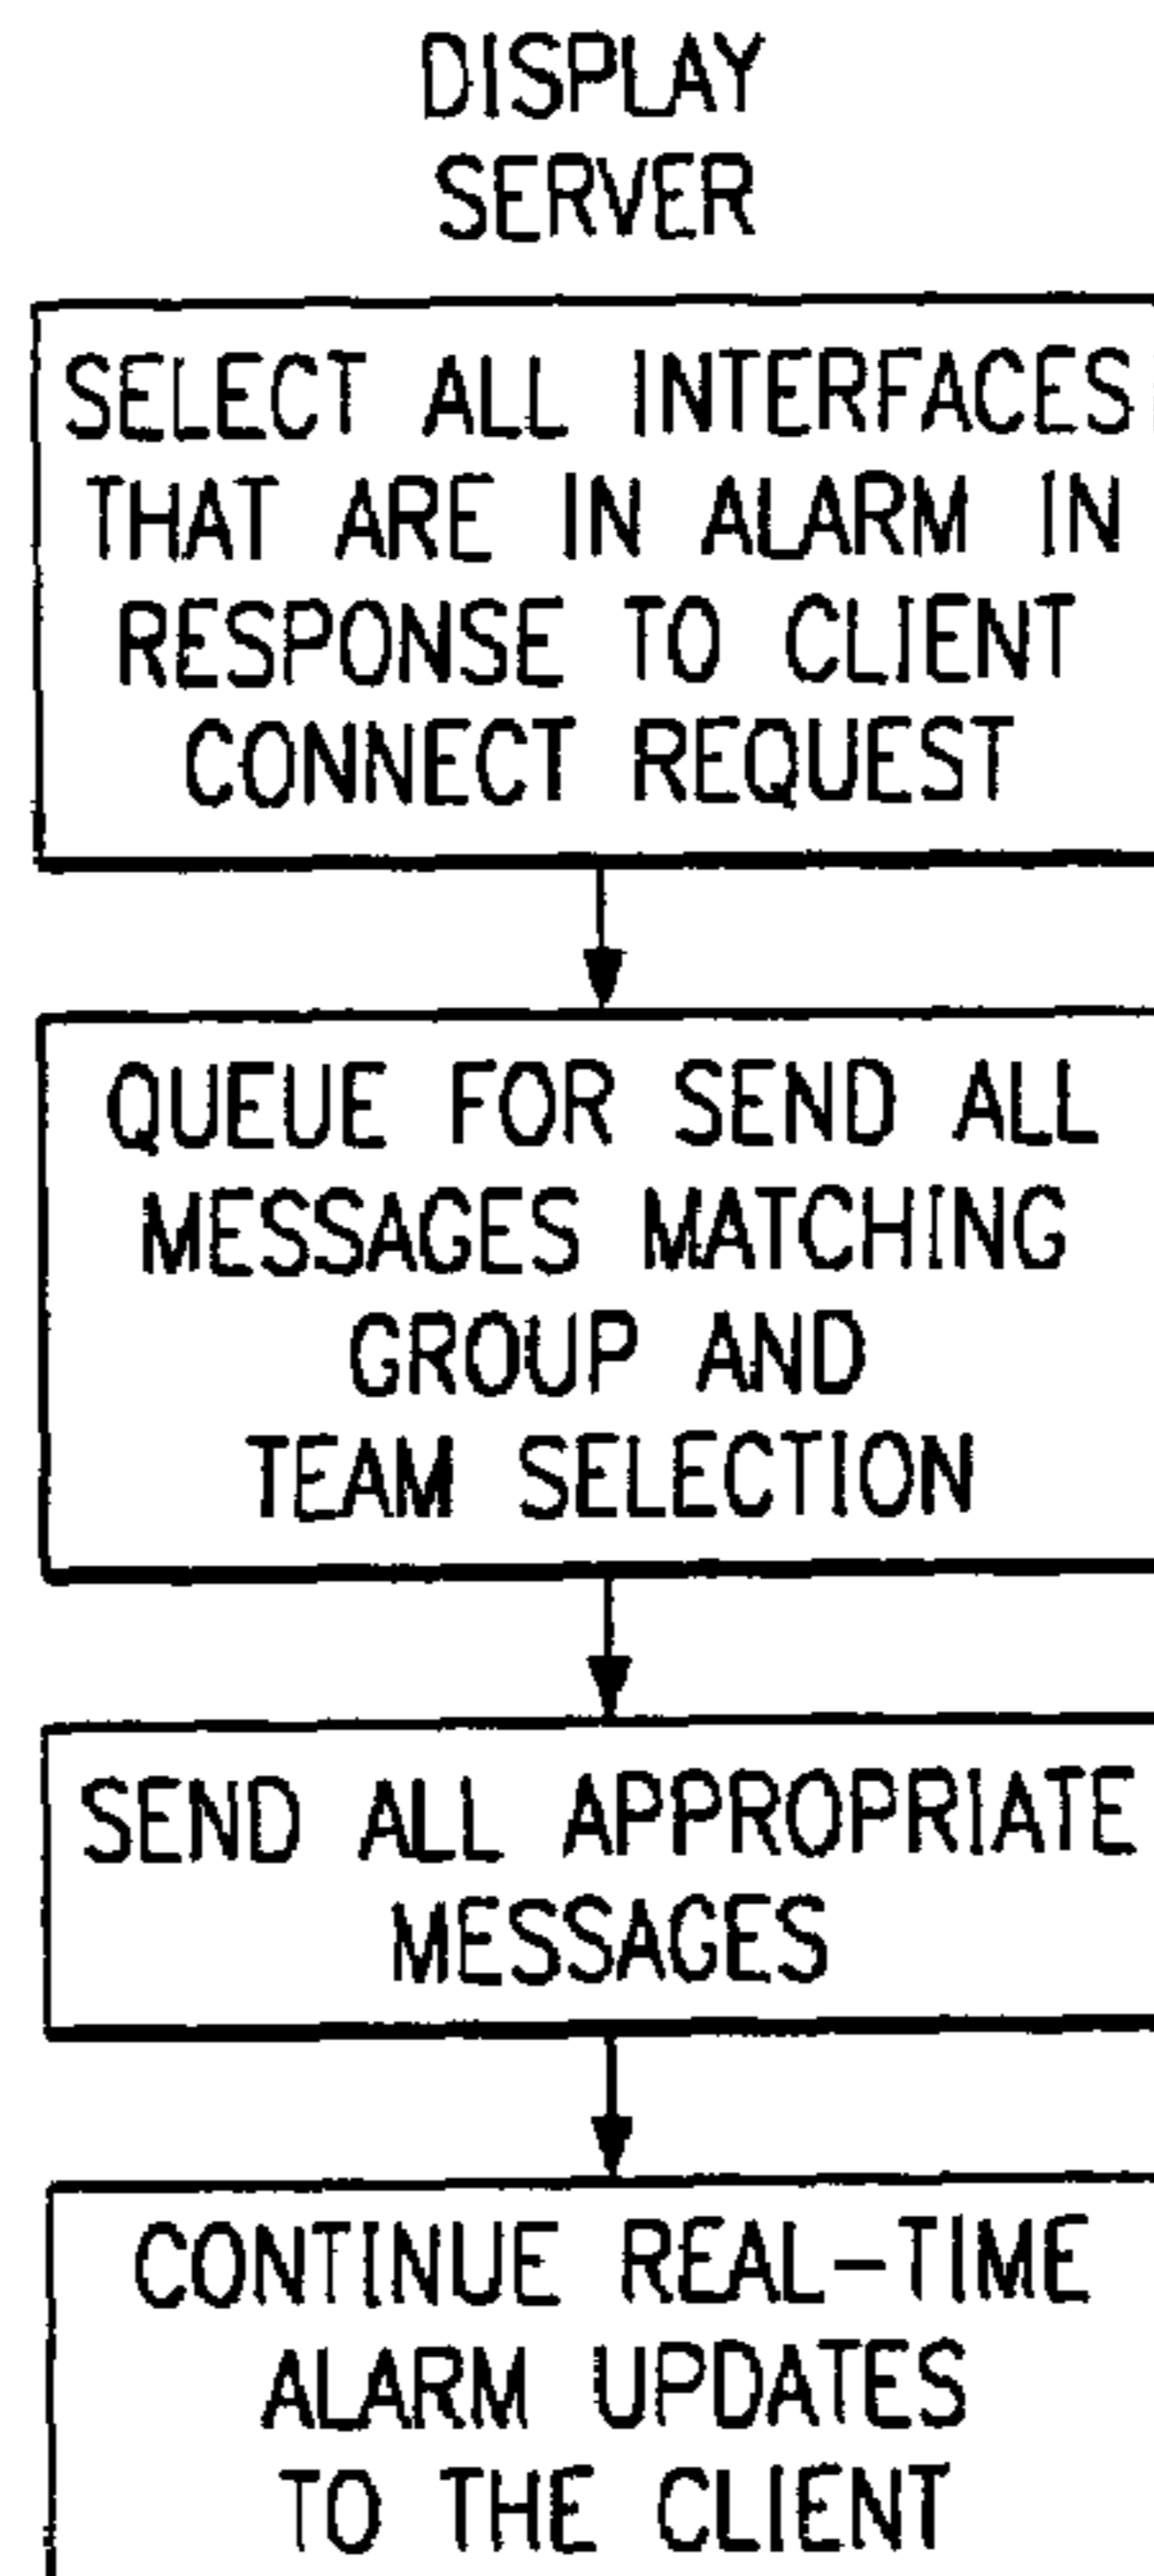 DISPLAY
SERVER
SELECT ALL INTERFACES
THAT ARE IN ALARM IN
RESPONSE TO CLIENT
CONNECT REQUEST
QUEUE FOR SEND ALL
MESSAGES MATCHING
GROUP AND
TEAM SELECTION
SEND ALL APPROPRIATE
MESSAGES
CONTINUE REAL-TIME
ALARM UPDATES
TO THE CLIENT